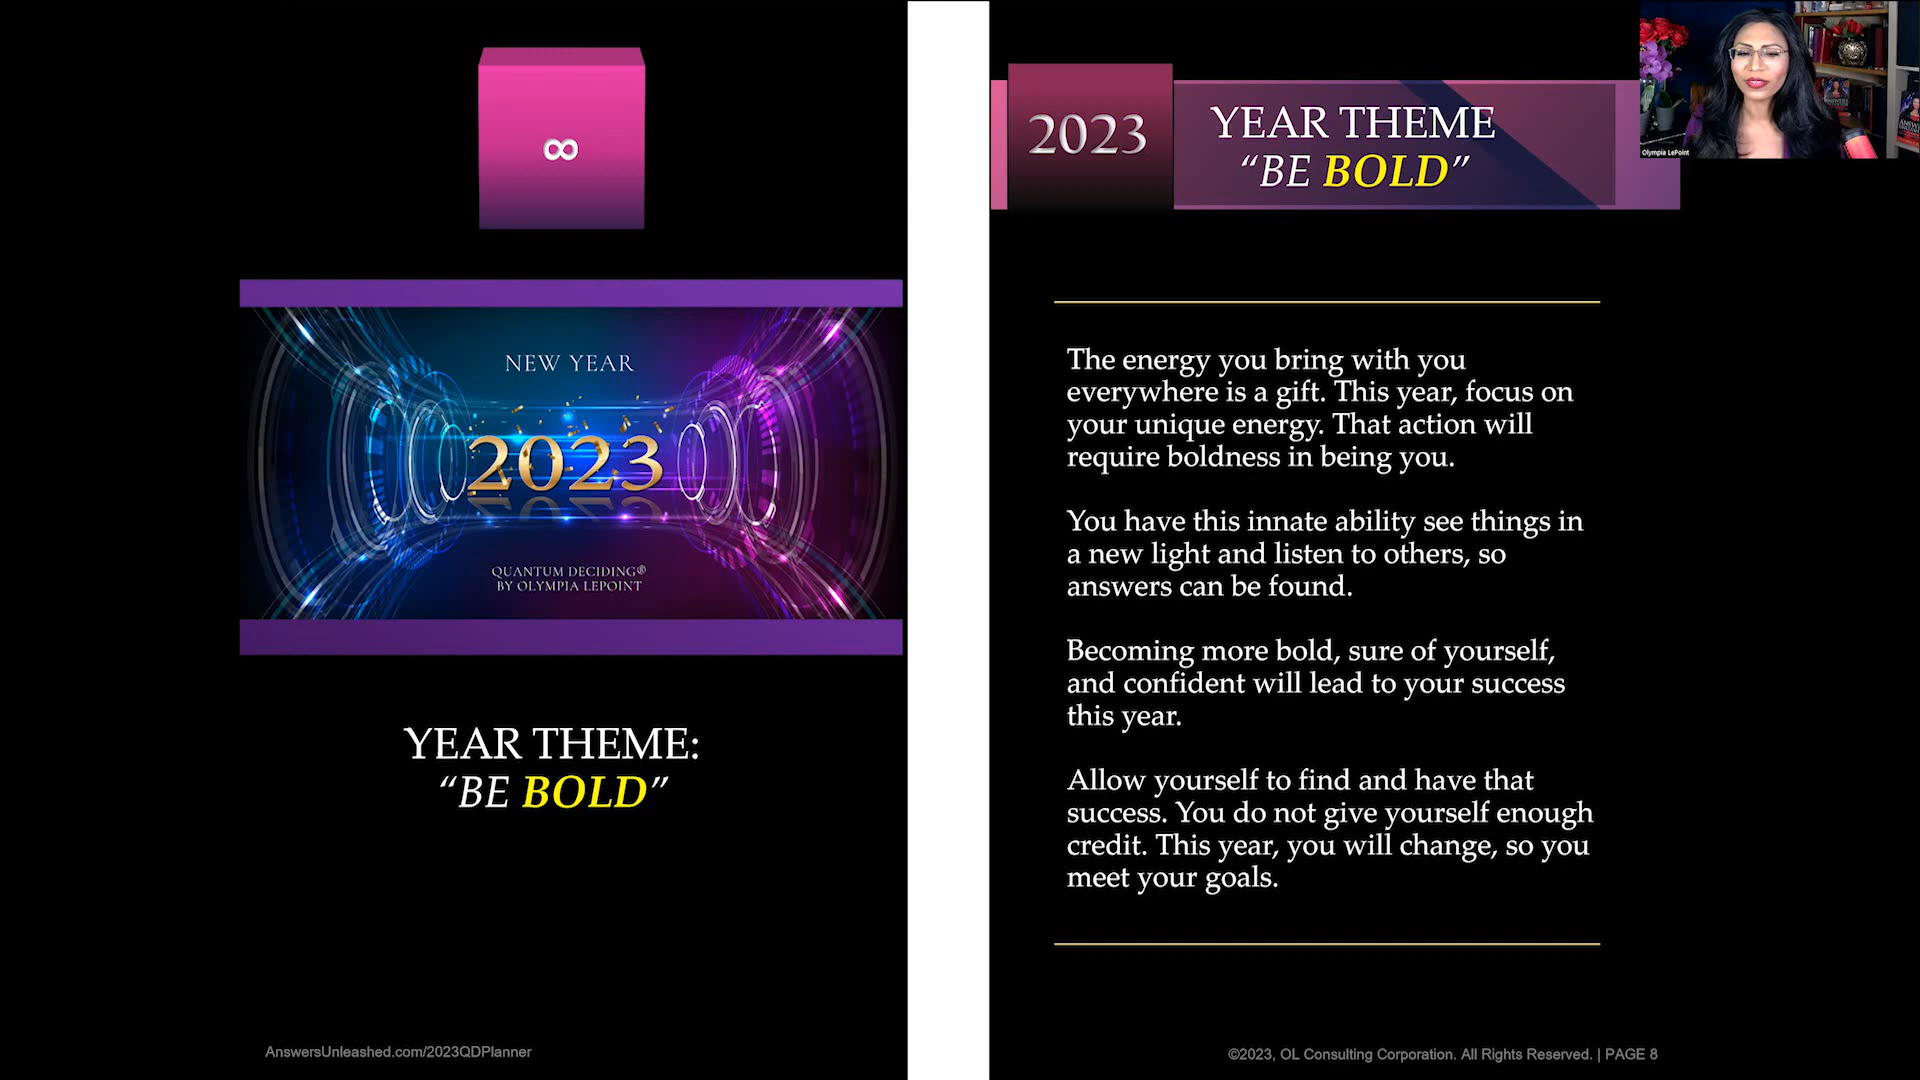 ∞
NEW YEAR
2023
QUANTUM DECIDING®
BY OLYMPIA LEPOINT
YEAR THEME:
“BE BOLD”
AnswersUnleashed.com/2023QDPlanner
2023
YEAR THEME
“BE BOLD”
The energy you bring with you
everywhere is a gift. This year, focus on
your unique energy. That action will
require boldness in being you.
You have this innate ability see things in
a new light and listen to others, so
answers can be found.
Becoming more bold, sure of yourself,
and confident will lead to your success
this year.
Allow yourself to find and have that
success. You do not give yourself enough
credit. This year, you will change, so you
meet your goals.
©2023, OL Consulting Corporation. All Rights Reserved. | PAGE 8
Olympia LePoint